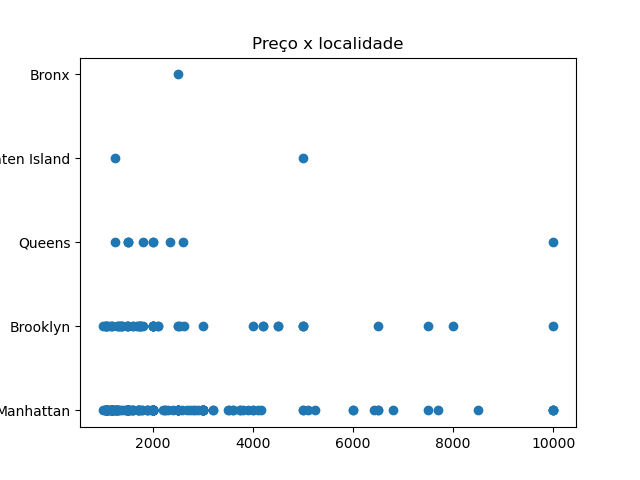 Preço x localidade
Bronx
aten Island
Queens
Brooklyn
Manhattan
2000 4000 6000 8000 10000